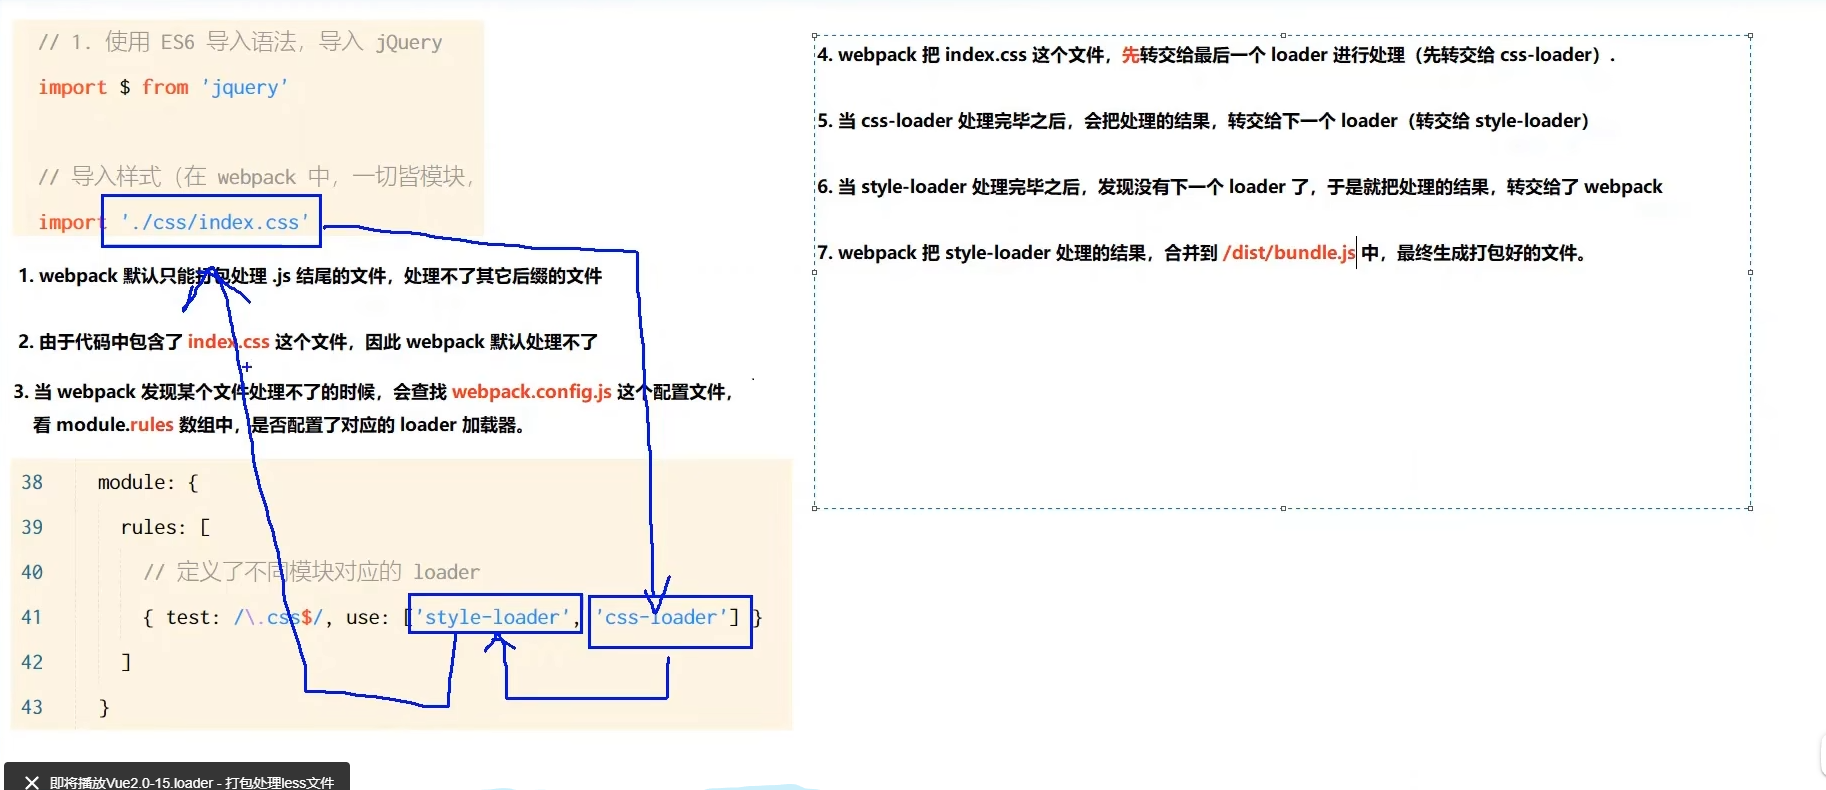 // 1. 使用 ES6 导入语法，导入 jQuery
import $ from 'jquery'
// 导入样式（在 webpack 中，一切皆模块，
import './css/index.css'
1. webpack 默认只能打包处理 .js 结尾的文件，处理不了其它后缀的文件
2. 由于代码中包含了 index.css 这个文件，因此 webpack 默认处理不了
3. 当 webpack 发现某个文件处理不了的时候，会查找 webpack.config.js 这个配置文件，
看 module.rules 数组中，是否配置了对应的 loader 加载器。
38 module: {
39 rules: [
40 // 定义了不同模块对应的 loader
41 { test: /\.css$/, use: ['style-loader', 'css-loader'] }
42 ]
43 }
4. webpack 把 index.css 这个文件，先转交给最后一个 loader 进行处理（先转交给 css-loader）.
5. 当 css-loader 处理完毕之后，会把处理的结果，转交给下一个 loader（转交给 style-loader）
6. 当 style-loader 处理完毕之后，发现没有下一个 loader 了，于是就把处理的结果，转交给了 webpack
7. webpack 把 style-loader 处理的结果，合并到 /dist/bundle.js 中，最终生成打包好的文件。
即将播放Vue2.0-15.loader - 打包处理less文件